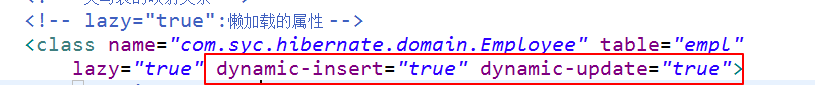 <!-- lazy="true":懒加载的属性 -->
<class name="com.syc.hibernate.domain.Employee" table="empl"
lazy="true" dynamic-insert="true" dynamic-update="true">